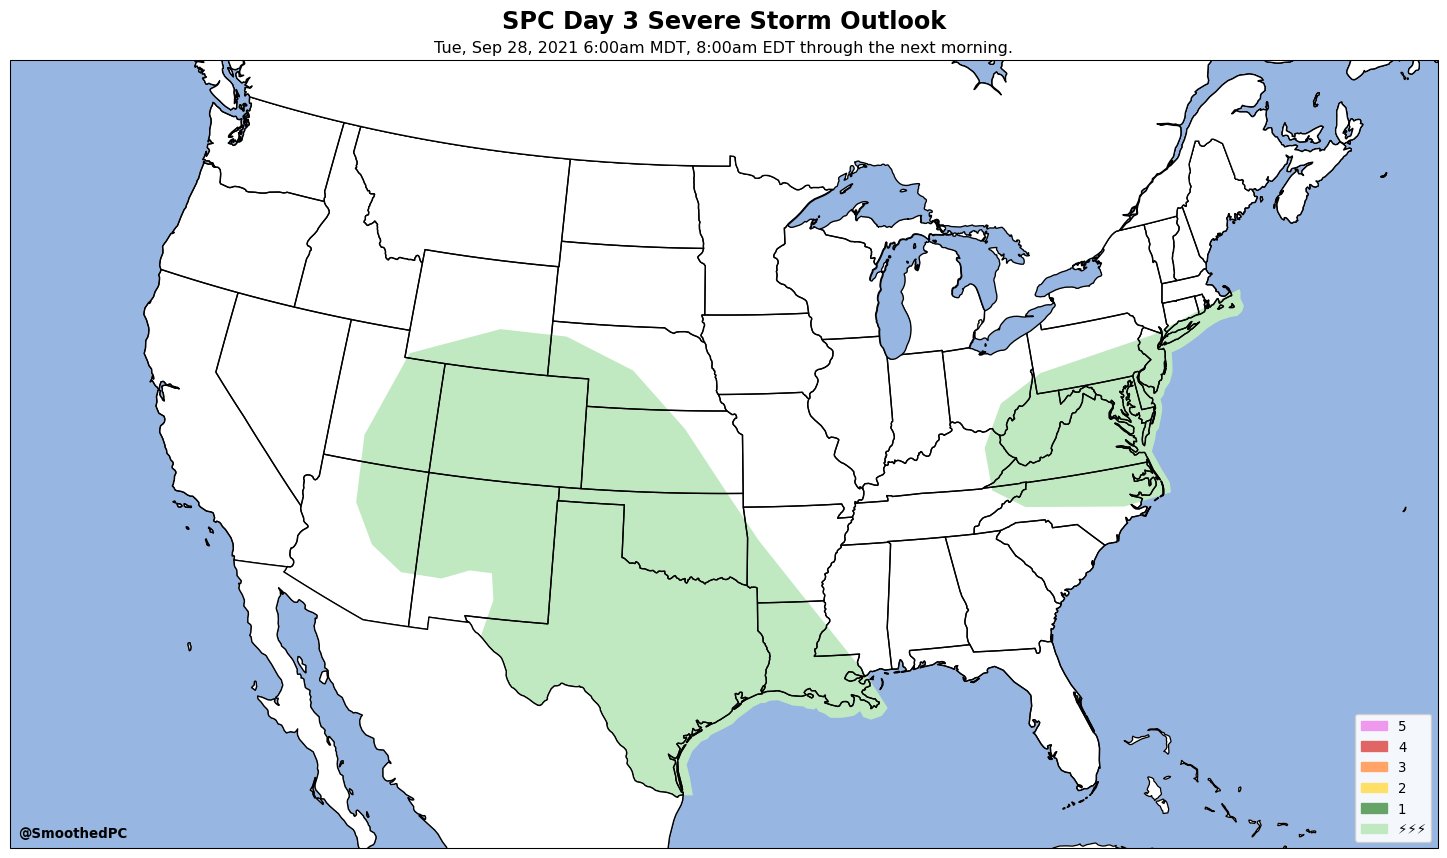 SPC Day 3 Severe Storm Outlook
Tue, Sep 28, 2021 6:00am MDT, 8:00am EDT through the next morning.
5
4
3
2
1
⚡⚡⚡
@SmoothedPC